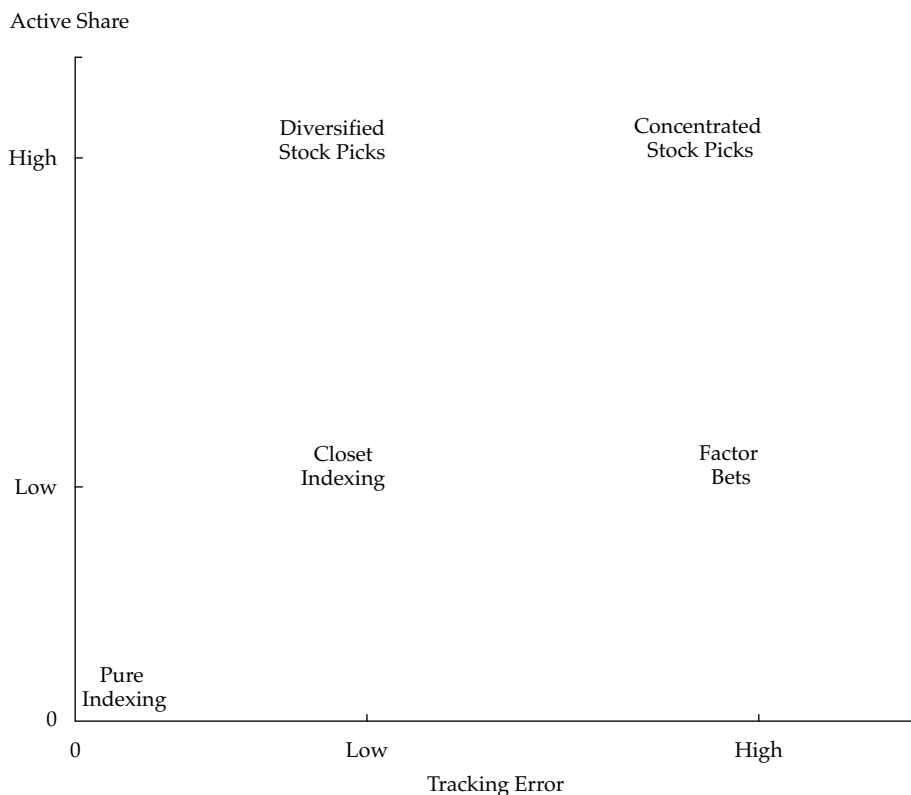 Active Share
Diversified
Stock Picks
Concentrated
Stock Picks
High
Closet
Indexing
Factor
Bets
Low
Pure
Indexing
0
0
Low
High
Tracking Error